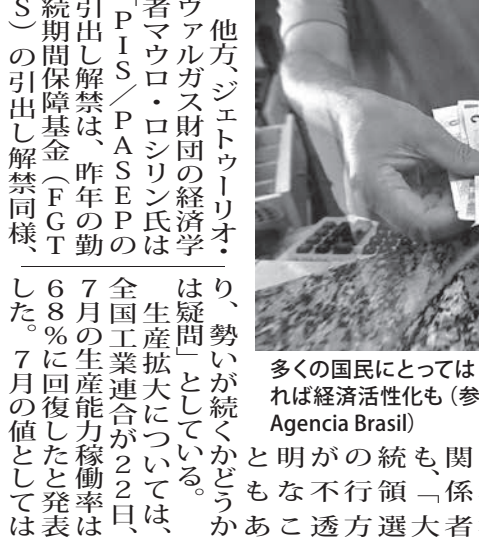 他方、ジェトゥーリオ・
ヴァルガス財団の経済学
者マウロ・ロシリン氏は
「ＰＩＳ／ＰＡＳＥＰの
引出し解禁は、昨年の勤
続期間保障基金（ＦＧＴ
Ｓ）の引出し解禁同様、
多くの国民にとっては
れば経済活性化も（参
Agencia Brasil）
関係者
も、「大
統領選
の行方
が不透
明なこ
ともあ
り、勢いが続くかどうか
は疑問」としている。
生産拡大については、
全国工業連合が２２日、
７月の生産能力稼働率は
６８％に回復したと発表
した。７月の値としては